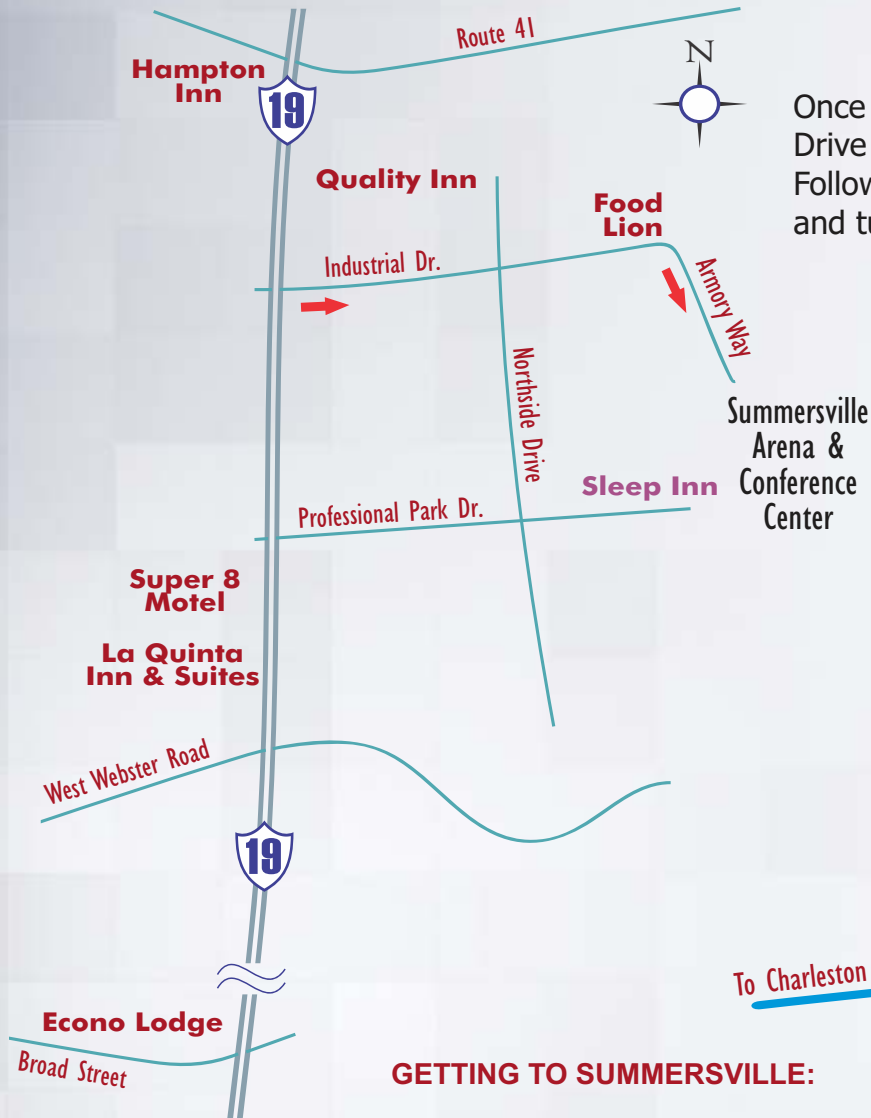 Route 41
N
Hampton
Inn
19
Once
Drive
Follow
and tu
Quality Inn
Food
Lion
Industrial Dr.
Armory Way
Northside Drive
Summersville
Arena &
Conference
Center
Sleep Inn
Professional Park Dr.
Super 8
Motel
La Quinta
Inn & Suites
West Webster Road
19
To Charleston
Econo Lodge
Broad Street
GETTING TO SUMMERSVILLE: